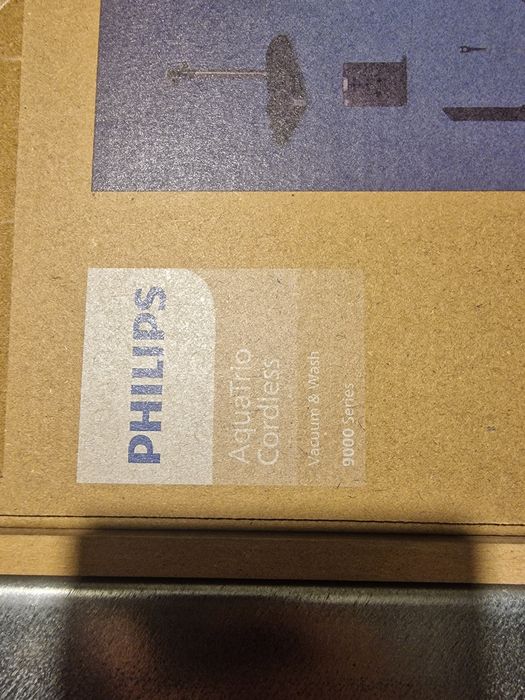 PHILIPS
AquaTrio
Cordless
Vacuum & Wash
9000 Series